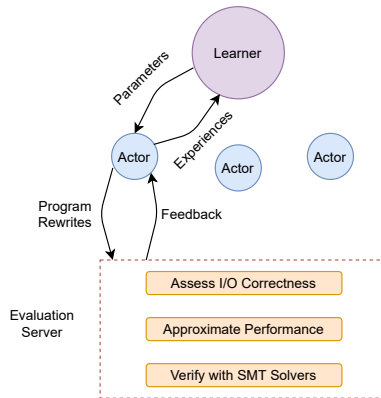 Learner
Parameters
Experiences
Actor
Actor
Actor
Program
Rewrites
Feedback
Evaluation
Server
Assess I/O Correctness
Approximate Performance
Verify with SMT Solvers